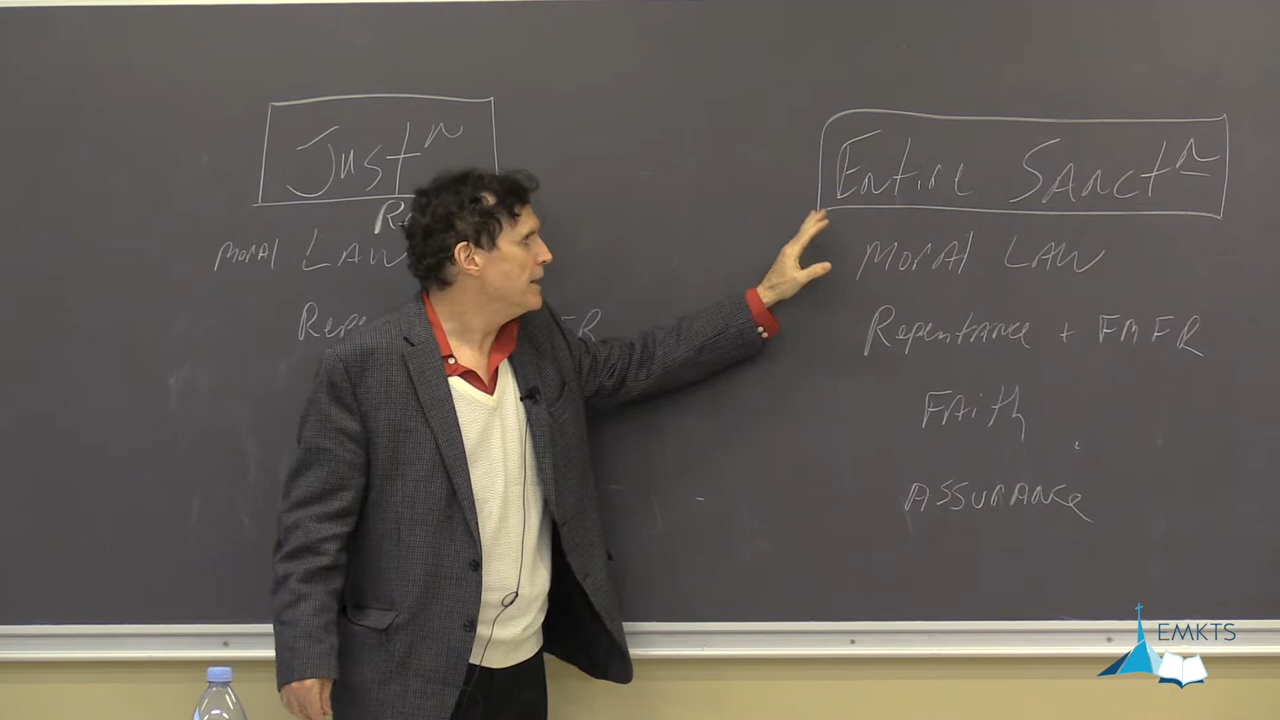 Justn
Moral LAW
Entire SAnctn
Moral LAW
Repentance + FMFR
FAith
ASSURANce
EMKTS